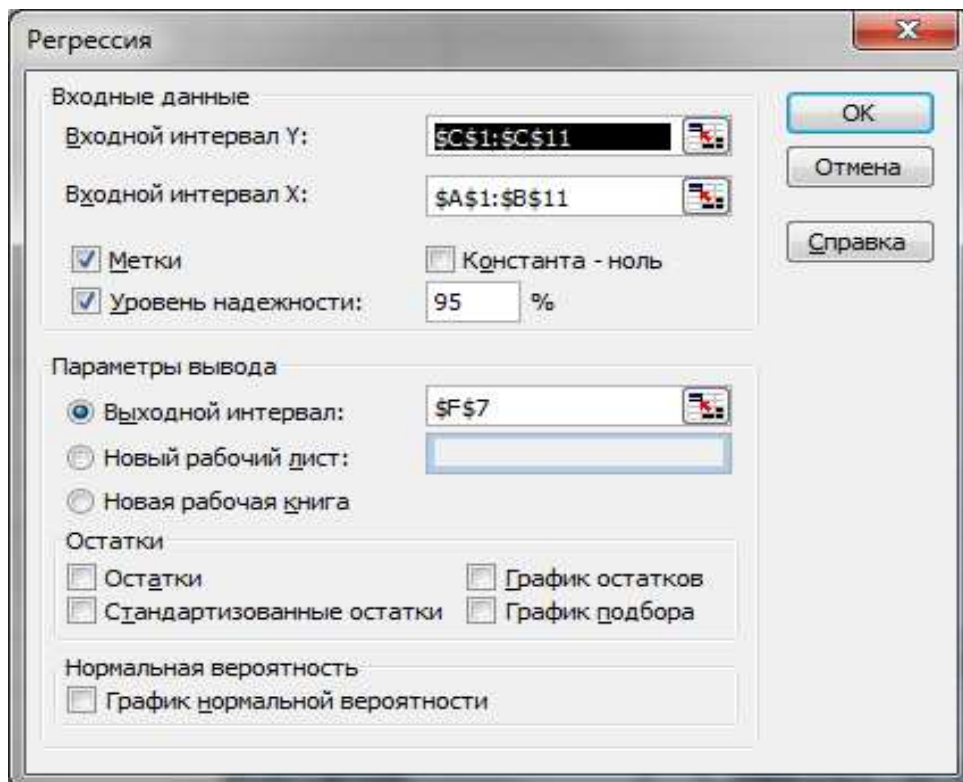 Регрессия
Входные данные
Входной интервал Y: $C$1:$C$11
Входной интервал X: $A$1:$B$11
Метки Константа - ноль
Уровень надежности: 95 %
OK
Отмена
Справка
Параметры вывода
Выходной интервал: $F$7
Новый рабочий лист:
Новая рабочая книга
Остатки
Остатки График остатков
Стандартизованные остатки График подбора
Нормальная вероятность
График нормальной вероятности